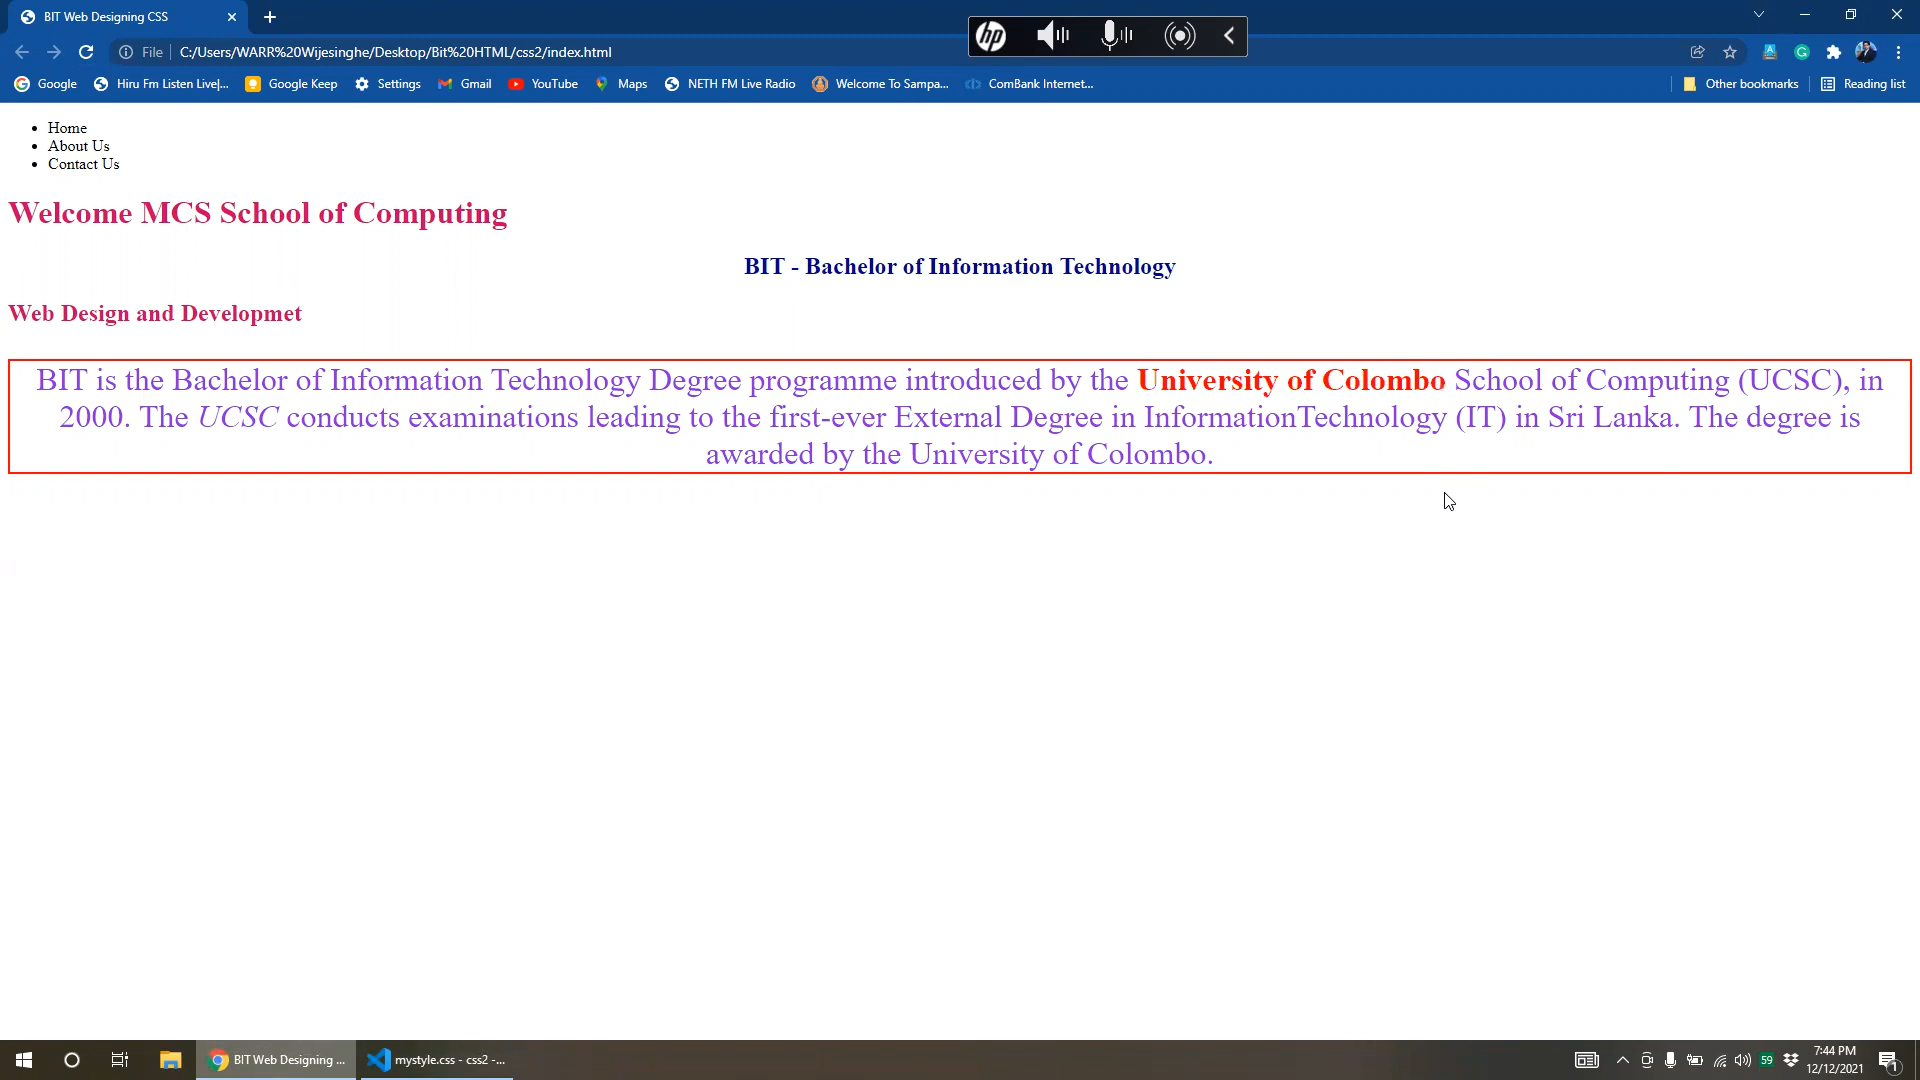 BIT Web Designing CSS
hp
File
C:/Users/WARR%20Wijesinghe/Desktop/Bit%20HTML/css2/index.html
Google
Hiru Fm Listen Live|...
Google Keep
Settings
Gmail
YouTube
Maps
NETH FM Live Radio
Welcome To Sampa...
ComBank Internet...
Other bookmarks
Reading list
Home
About Us
Contact Us
Welcome MCS School of Computing
BIT - Bachelor of Information Technology
Web Design and Developmet
BIT is the Bachelor of Information Technology Degree programme introduced by the University of Colombo School of Computing (UCSC), in
2000. The UCSC conducts examinations leading to the first-ever External Degree in InformationTechnology (IT) in Sri Lanka. The degree is
awarded by the University of Colombo.
BIT Web Designing ...
mystyle.css - css2 -...
59
7:44 PM
12/12/2021
1